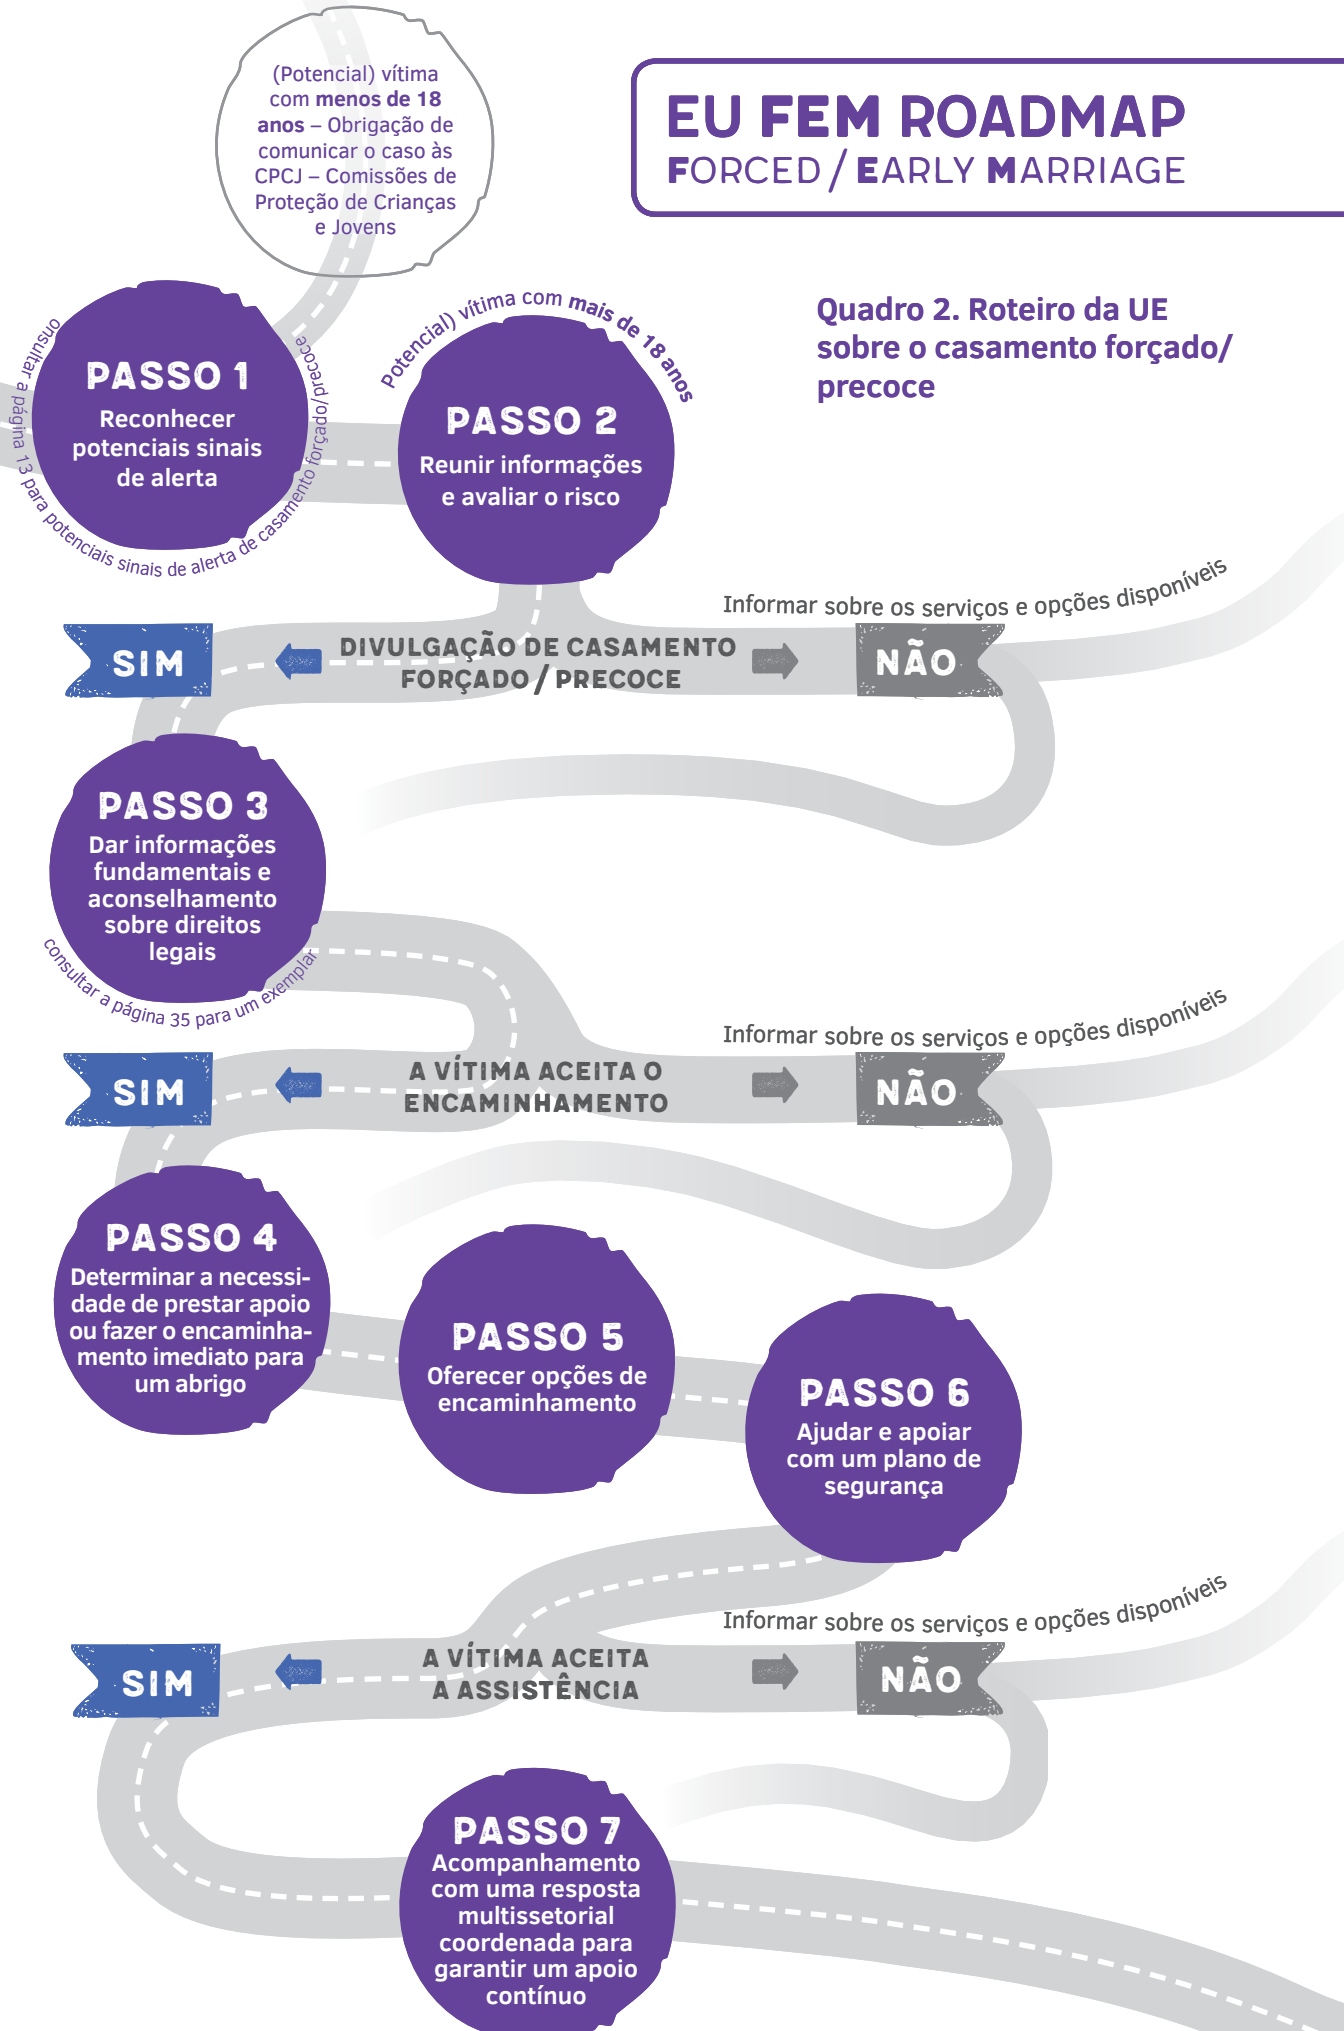 (Potencial) vítima
com menos de 18
anos – Obrigação de
comunicar o caso às
CPCJ – Comissões de
Proteção de Crianças
e Jovens
EU FEM ROADMAP
FORCED / EARLY MARRIAGE
Quadro 2. Roteiro da UE
sobre o casamento forçado/
precoce
PASSO 1
Reconhecer
potenciais sinais
de alerta
onsultar a página 13 para potenciais sinais de alerta de casamento forçado/precoce
Potencial) vítima com mais de 18 anos
PASSO 2
Reunir informações
e avaliar o risco
Informar sobre os serviços e opções disponíveis
SIM
DIVULGAÇÃO DE CASAMENTO
FORÇADO / PRECOCE
NÃO
PASSO 3
Dar informações
fundamentais e
aconselhamento
sobre direitos
legais
consultar a página 35 para um exemplar
Informar sobre os serviços e opções disponíveis
SIM
A VÍTIMA ACEITA O
ENCAMINHAMENTO
NÃO
PASSO 4
Determinar a necessi-
dade de prestar apoio
ou fazer o encaminha-
mento imediato para
um abrigo
PASSO 5
Oferecer opções de
encaminhamento
PASSO 6
Ajudar e apoiar
com um plano de
segurança
Informar sobre os serviços e opções disponíveis
SIM
A VÍTIMA ACEITA
A ASSISTÊNCIA
NÃO
PASSO 7
Acompanhamento
com uma resposta
multissetorial
coordenada para
garantir um apoio
contínuo